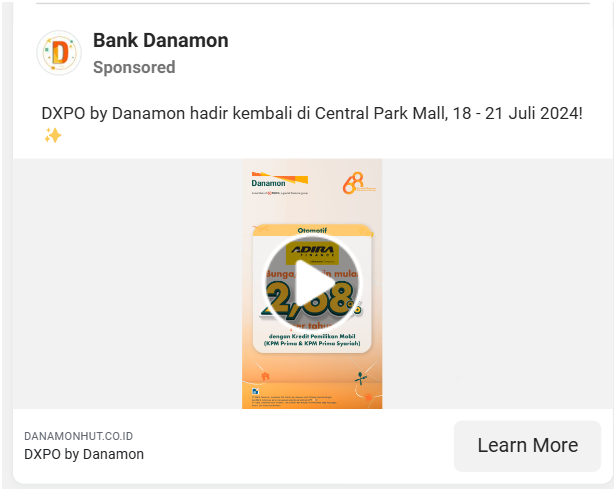 Bank Danamon
Sponsored
DXPO by Danamon hadir kembali di Central Park Mall, 18 - 21 Juli 2024!
✨
Danamon
68
Otomotif
ADIRA
FINANCE
Bunga
mulai
2,68%
per tahun
dengan Kredit Pemilikan Mobil
(KPM Prima & KPM Prima Syariah)
DANAMONHUT.CO.ID
DXPO by Danamon
Learn More